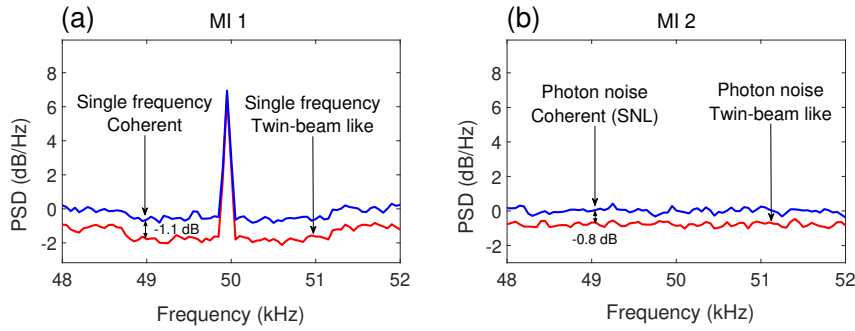 (a)
MI 1
PSD (dB/Hz)
8
6
4
2
0
-2
Single frequency
Coherent
Single frequency
Twin-beam like
-1.1 dB
48
49
50
51
52
Frequency (kHz)
(b)
MI 2
PSD (dB/Hz)
8
6
4
2
0
-2
Photon noise
Coherent (SNL)
Photon noise
Twin-beam like
-0.8 dB
48
49
50
51
52
Frequency (kHz)